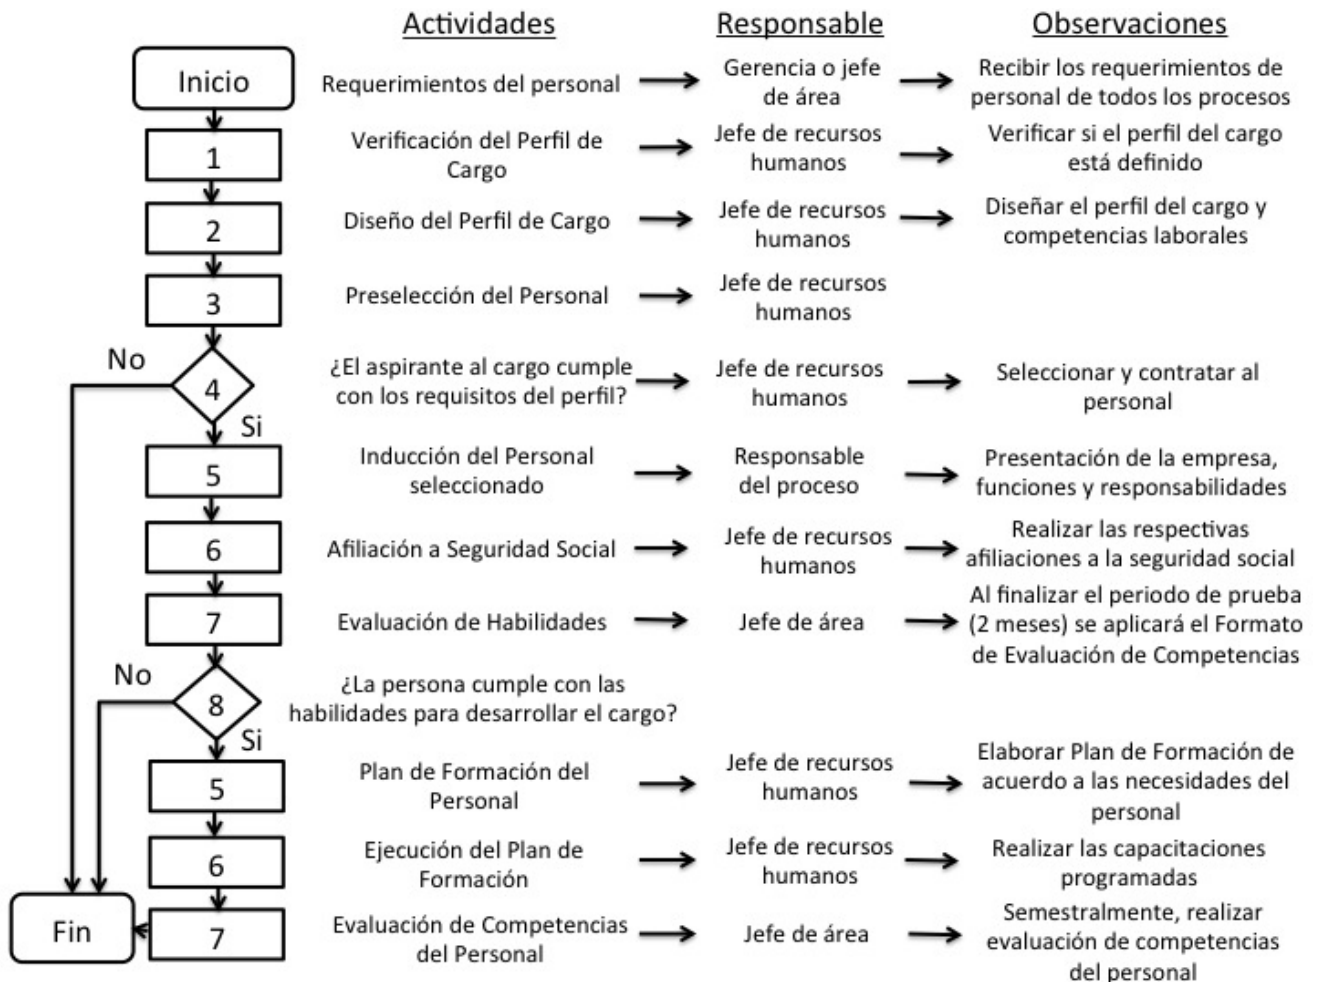 Actividades Responsable Observaciones
Inicio
Requerimientos del personal
Gerencia o jefe
de área
Recibir los requerimientos de
personal de todos los procesos
1
Verificación del Perfil de
Cargo
Jefe de recursos
humanos
Verificar si el perfil del cargo
está definido
2
Diseño del Perfil de Cargo
Jefe de recursos
humanos
Diseñar el perfil del cargo y
competencias laborales
3
Preselección del Personal
Jefe de recursos
humanos
No
4
Si
¿El aspirante al cargo cumple
con los requisitos del perfil?
Jefe de recursos
humanos
Seleccionar y contratar al
personal
5
Inducción del Personal
seleccionado
Responsable
del proceso
Presentación de la empresa,
funciones y responsabilidades
6
Afiliación a Seguridad Social
Jefe de recursos
humanos
Realizar las respectivas
afiliaciones a la seguridad social
7
Evaluación de Habilidades
Jefe de área
Al finalizar el periodo de prueba
(2 meses) se aplicará el Formato
de Evaluación de Competencias
No
8
Si
¿La persona cumple con las
habilidades para desarrollar el cargo?
5
Plan de Formación del
Personal
Jefe de recursos
humanos
Elaborar Plan de Formación de
acuerdo a las necesidades del
personal
6
Ejecución del Plan de
Formación
Jefe de recursos
humanos
Realizar las capacitaciones
programadas
Fin
7
Evaluación de Competencias
del Personal
Jefe de área
Semestralmente, realizar
evaluación de competencias
del personal